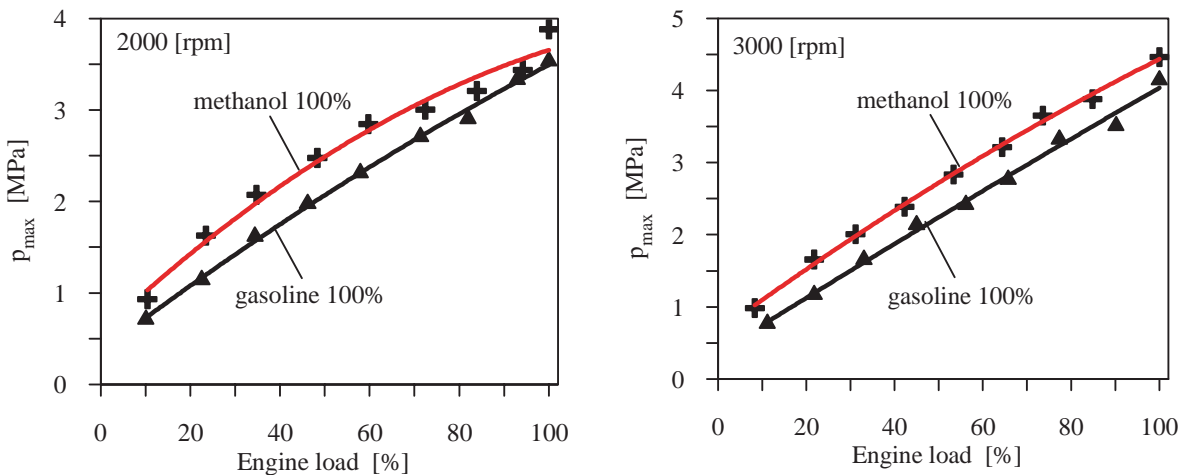 4
3
2
1
0
p_max [MPa]
2000 [rpm]
methanol 100%
gasoline 100%
0 20 40 60 80 100
Engine load [%]
5
4
3
2
1
0
p_max [MPa]
3000 [rpm]
methanol 100%
gasoline 100%
0 20 40 60 80 100
Engine load [%]